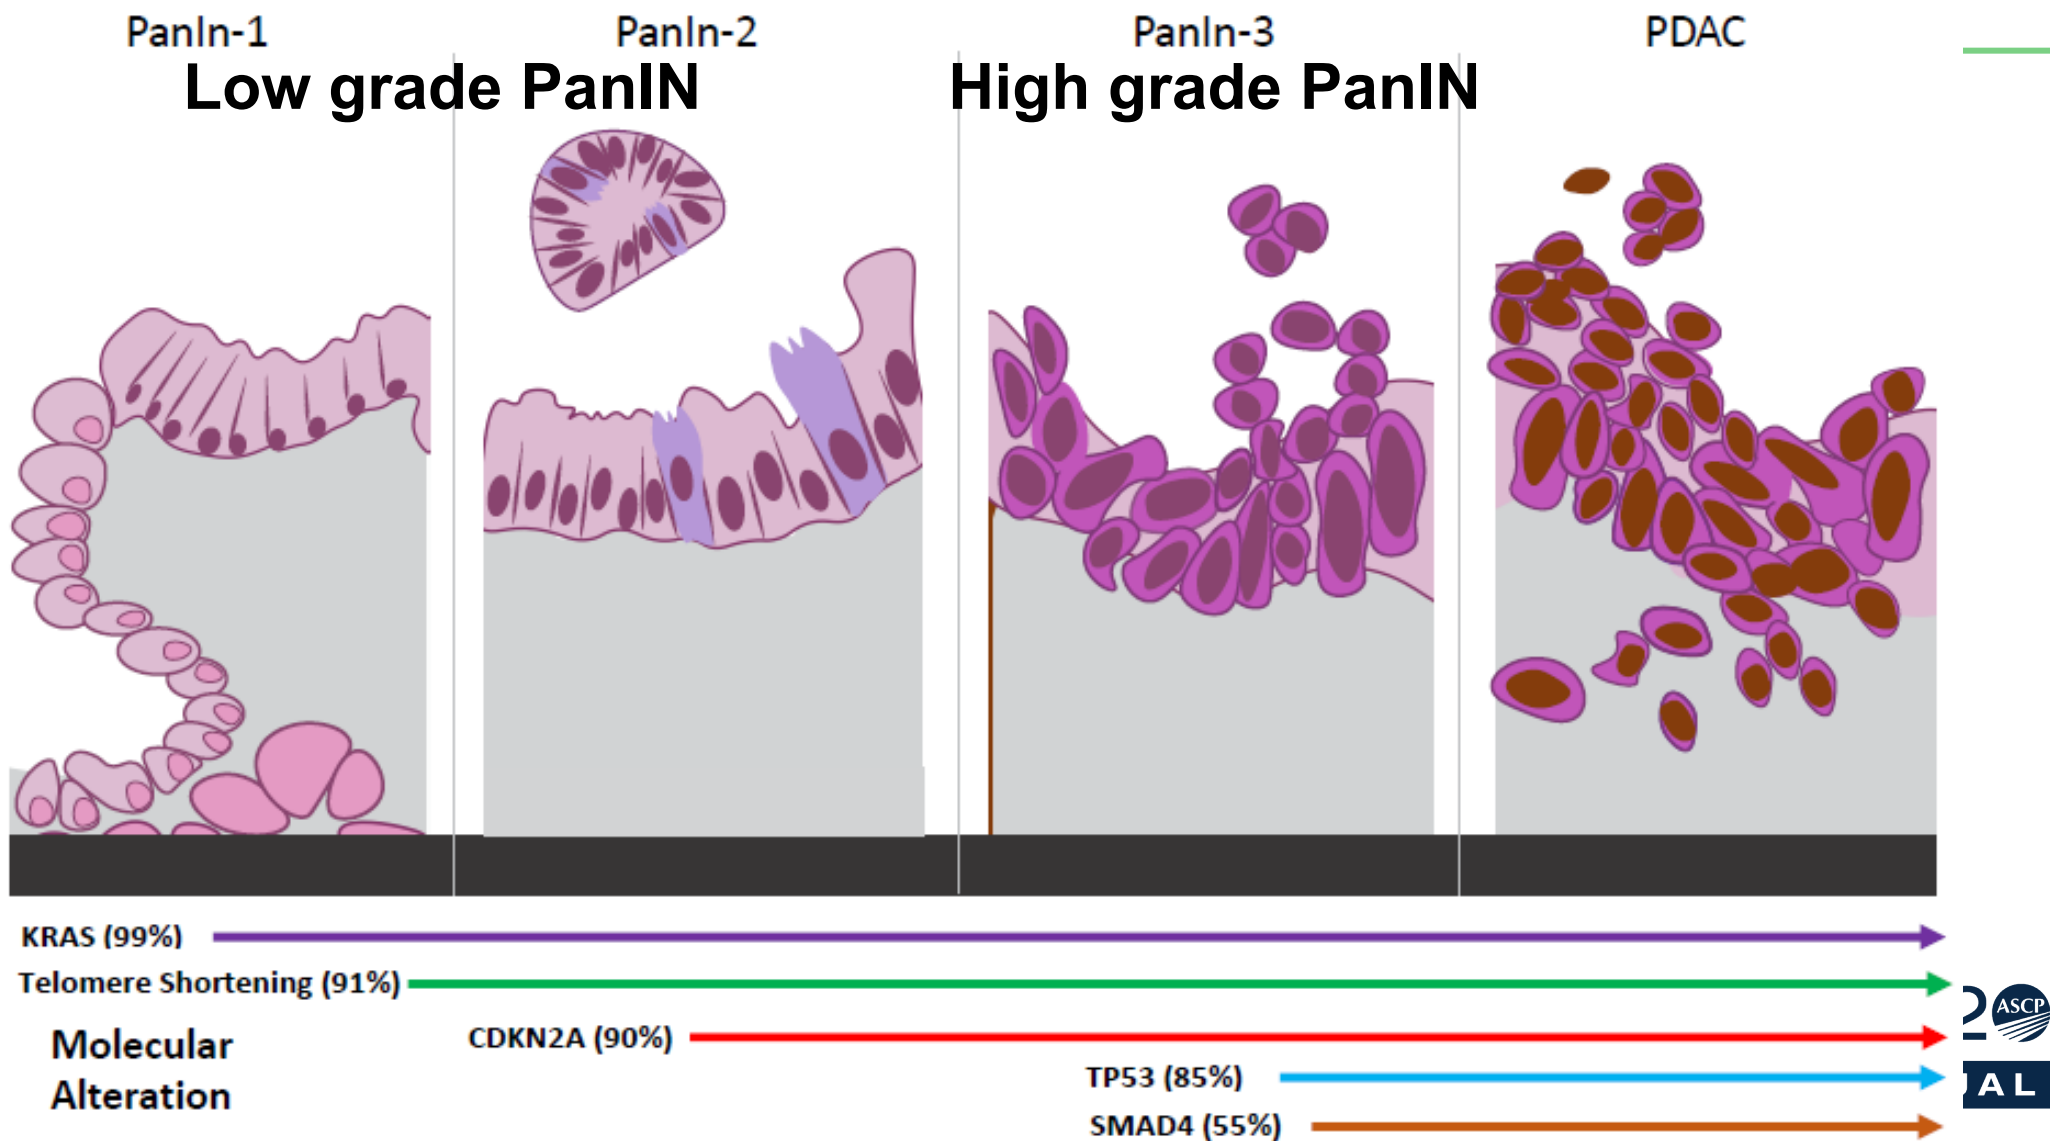 PanIn-1 PanIn-2 PanIn-3 PDAC
Low grade PanIN High grade PanIN
KRAS (99%)
Telomere Shortening (91%)
CDKN2A (90%)
Molecular
Alteration
TP53 (85%)
SMAD4 (55%)
20
ASCP